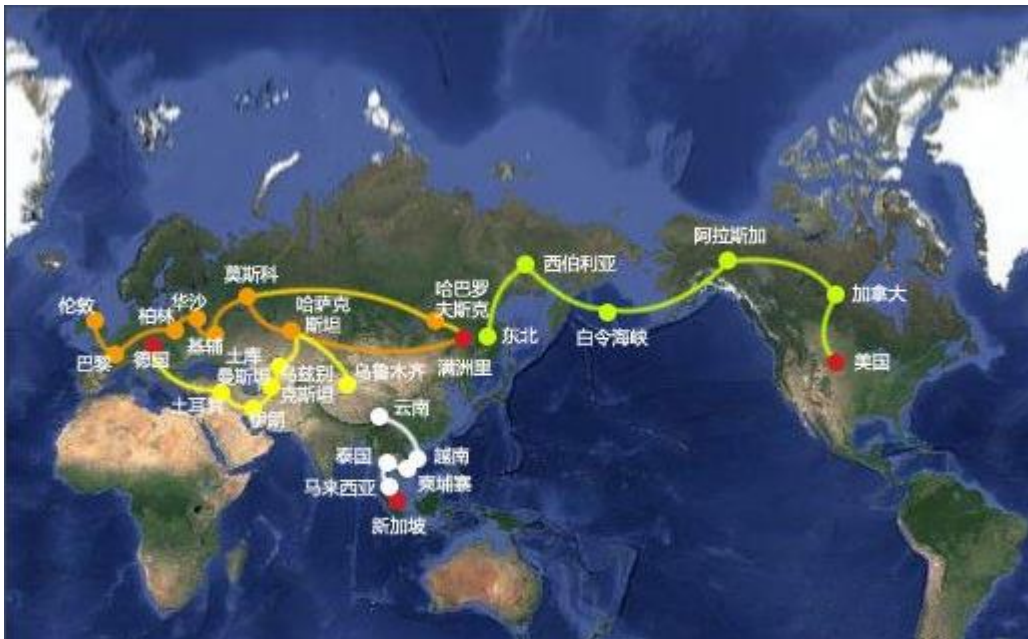 阿拉斯加
西伯利亚
加拿大
莫斯科
哈巴罗
夫斯克
伦敦
华沙
柏林
基辅
哈萨克
斯坦
东北
白令海峡
巴黎
德国
土库
曼斯坦
乌兹别
克斯坦
乌鲁木齐
满洲里
美国
土耳其
伊朗
云南
泰国
越南
柬埔寨
马来西亚
新加坡